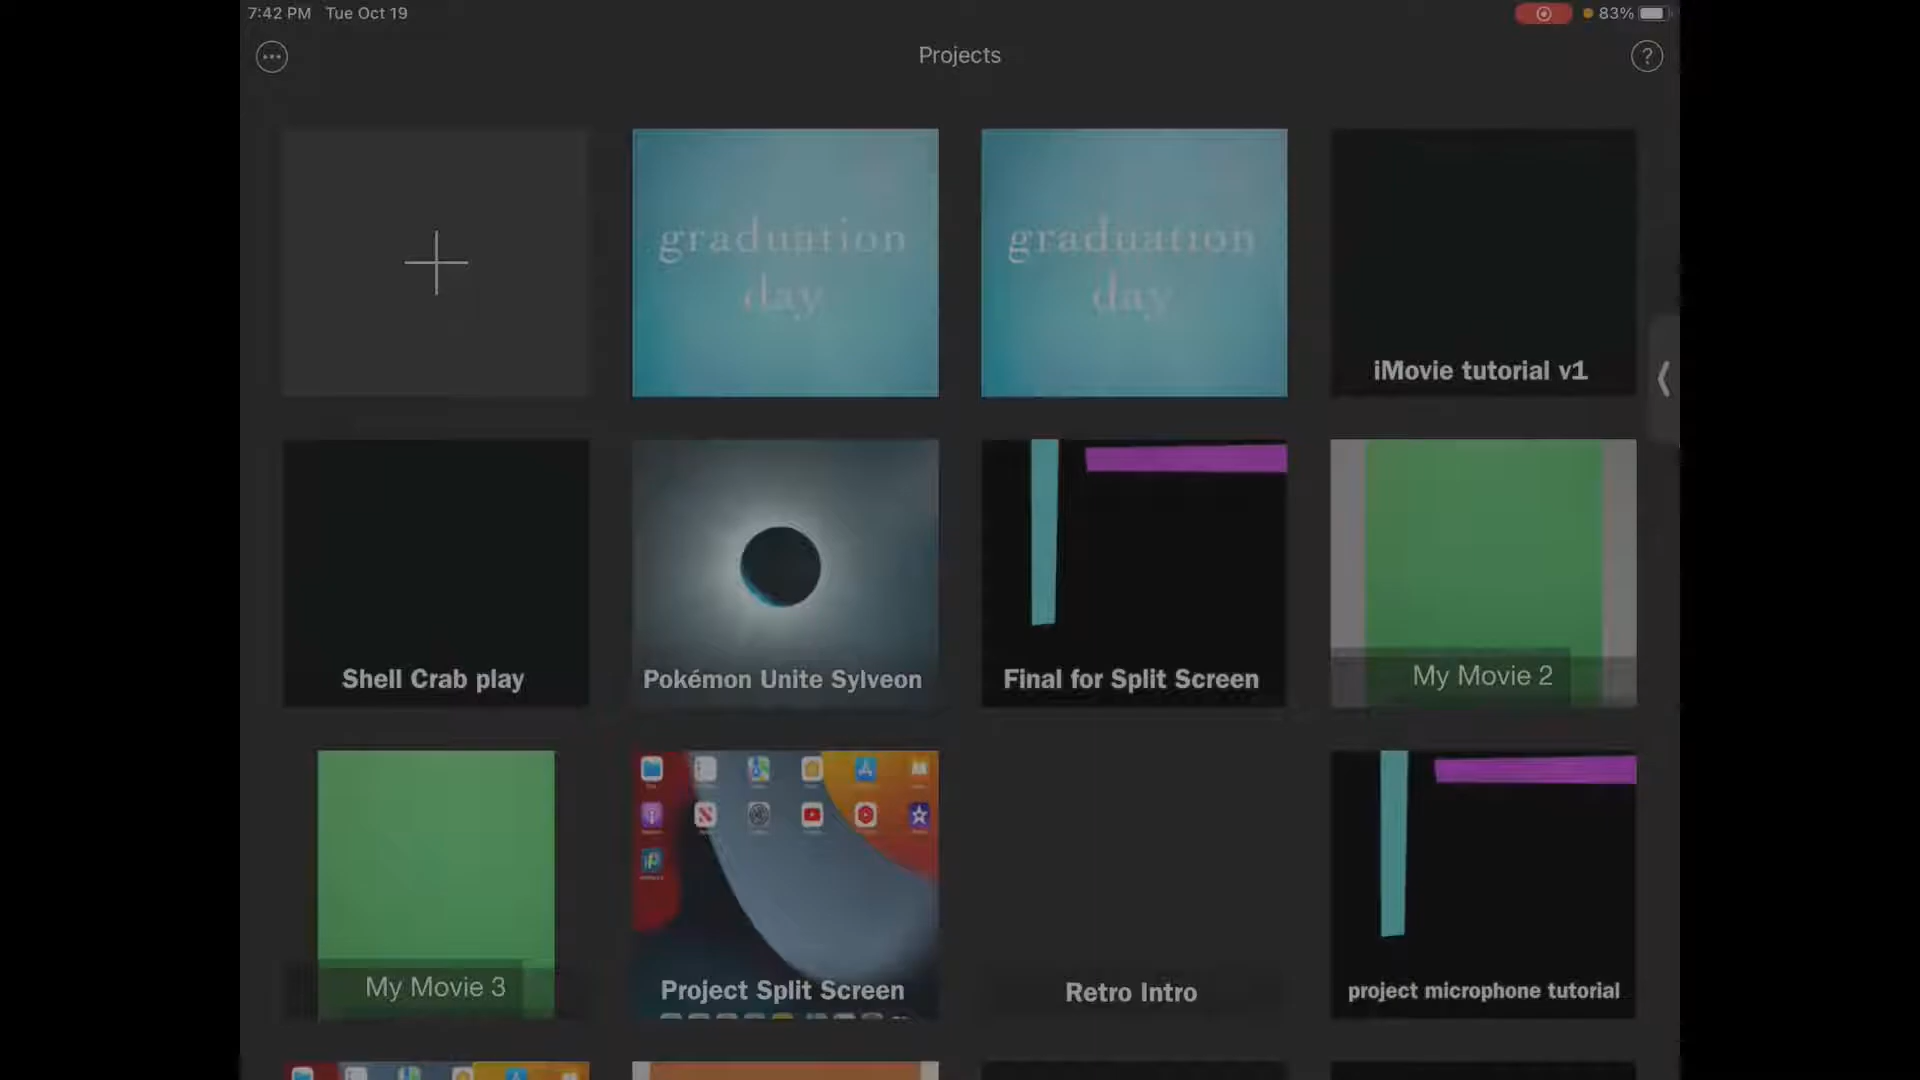 7:42 PM Tue Oct 19
83%
Projects
?
graduation
day
graduation
day
iMovie tutorial v1
Shell Crab play
Pokémon Unite Sylveon
Final for Split Screen
My Movie 2
My Movie 3
Project Split Screen
Retro Intro
project microphone tutorial